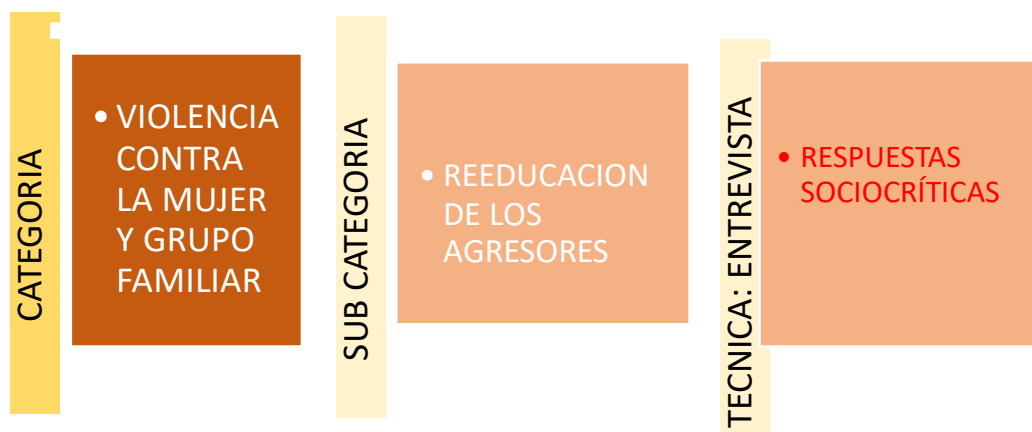 CATEGORIA
• VIOLENCIA
CONTRA
LA MUJER
Y GRUPO
FAMILIAR
SUB CATEGORIA
• REEDUCACION
DE LOS
AGRESORES
TECNICA: ENTREVISTA
• RESPUESTAS
SOCIOCRÍTICAS